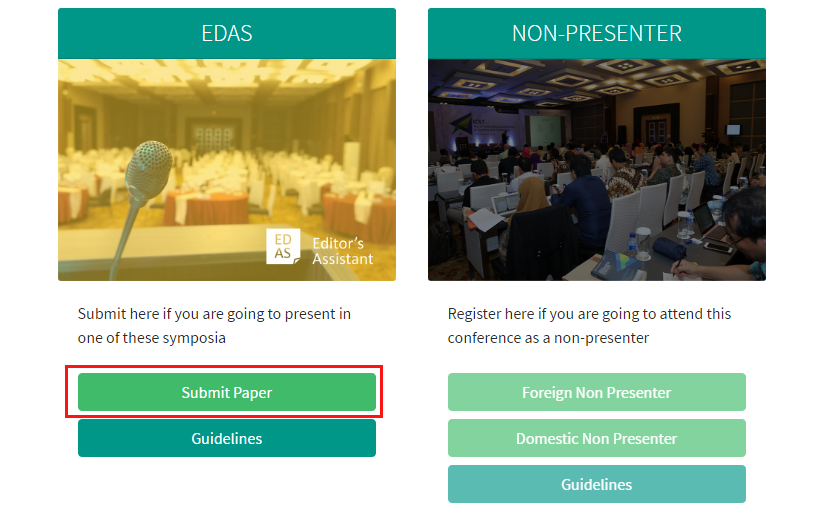 EDAS
ED
AS
Editor's
Assistant
Submit here if you are going to present in
one of these symposia
Submit Paper
Guidelines
NON-PRESENTER
Register here if you are going to attend this
conference as a non-presenter
Foreign Non Presenter
Domestic Non Presenter
Guidelines